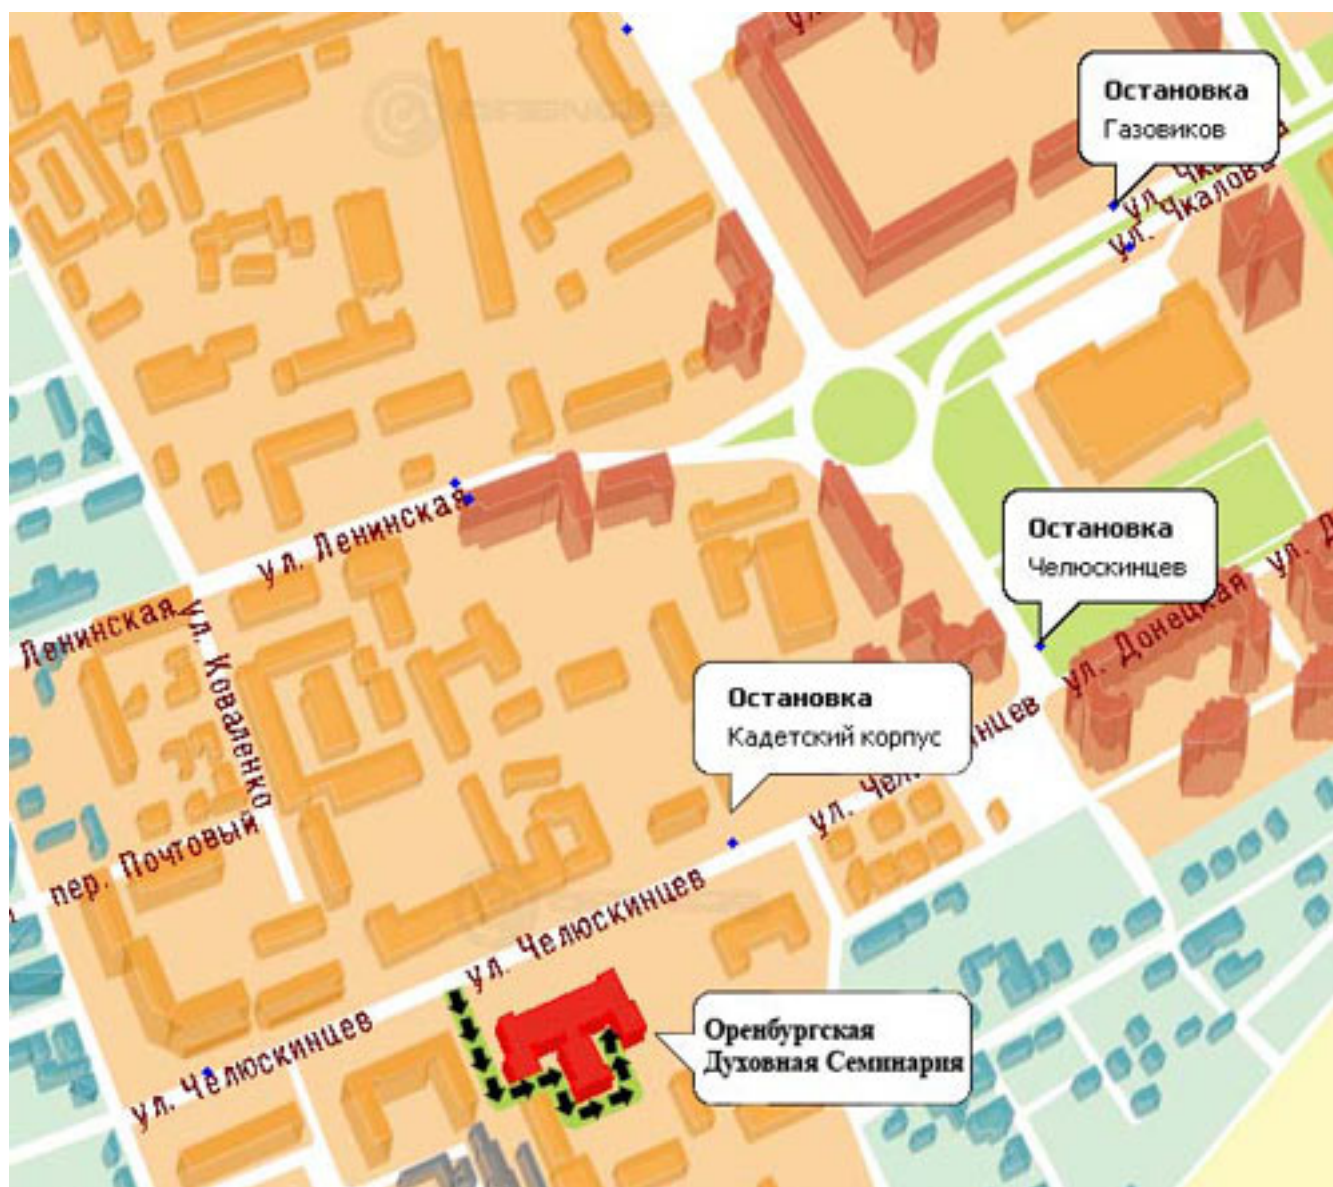 ул.
Остановка
Газовиков
ул. Чкалова
ул. Чкалова
Остановка
Челюскинцев
ул. Ленинская
ул. Донецкая
ул.
Ленинская
ул. Коваленко
Остановка
Кадетский корпус
ул.
пер. Почтовый
ул. Челюскинцев
ул. Челюскинцев
Оренбургская
Духовная Семинария